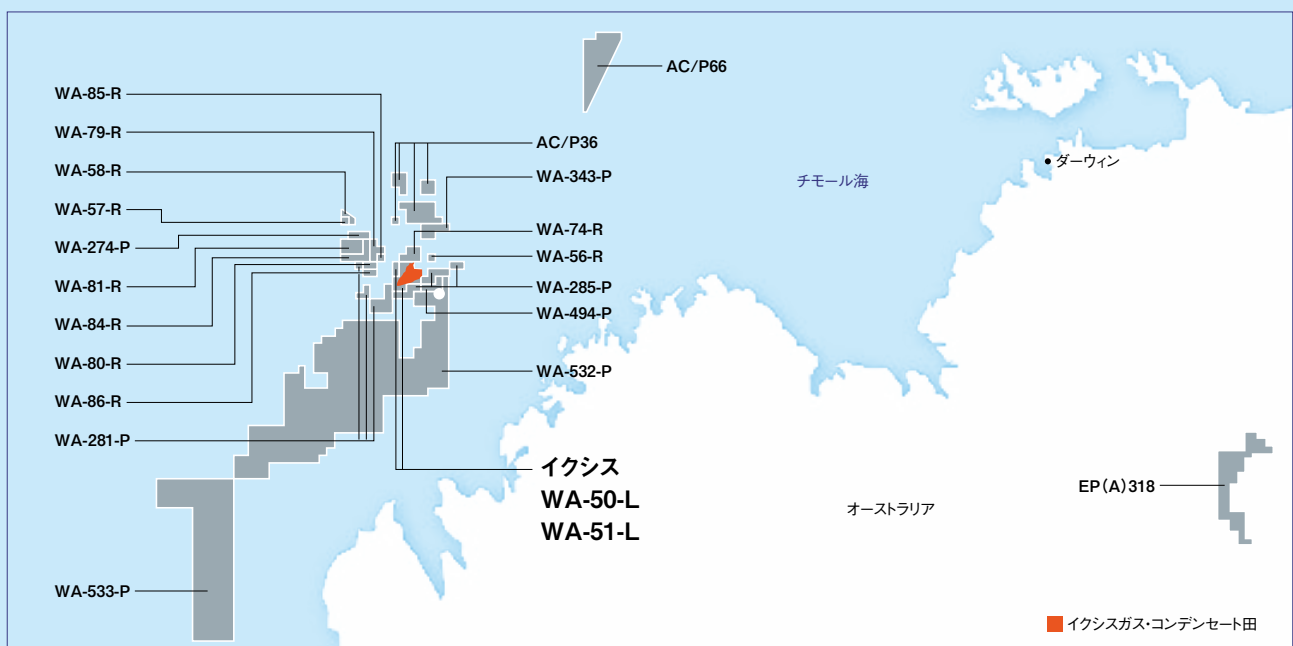 AC/P66
WA-85-R
WA-79-R
WA-58-R
WA-57-R
WA-274-P
WA-81-R
WA-84-R
WA-80-R
WA-86-R
WA-281-P
WA-533-P
AC/P36
WA-343-P
WA-74-R
WA-56-R
WA-285-P
WA-494-P
WA-532-P
イクシス
WA-50-L
WA-51-L
チモール海
ダーウィン
オーストラリア
EP(A)318
イクシスガス・コンデンセート田